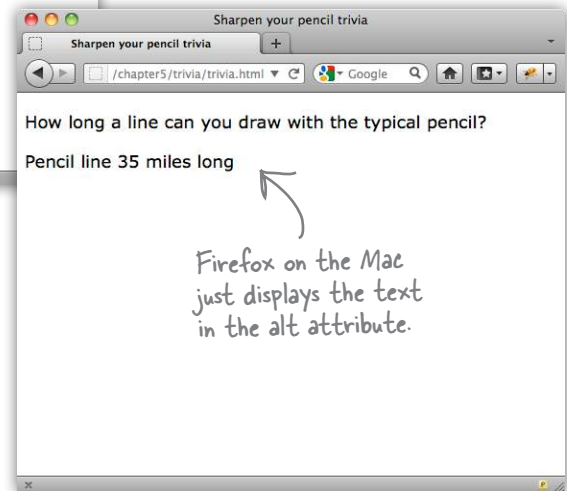 Sharpen your pencil trivia
Sharpen your pencil trivia
/chapter5/trivia/trivia.html
Google
How long a line can you draw with the typical pencil?
Pencil line 35 miles long
Firefox on the Mac
just displays the text
in the alt attribute.